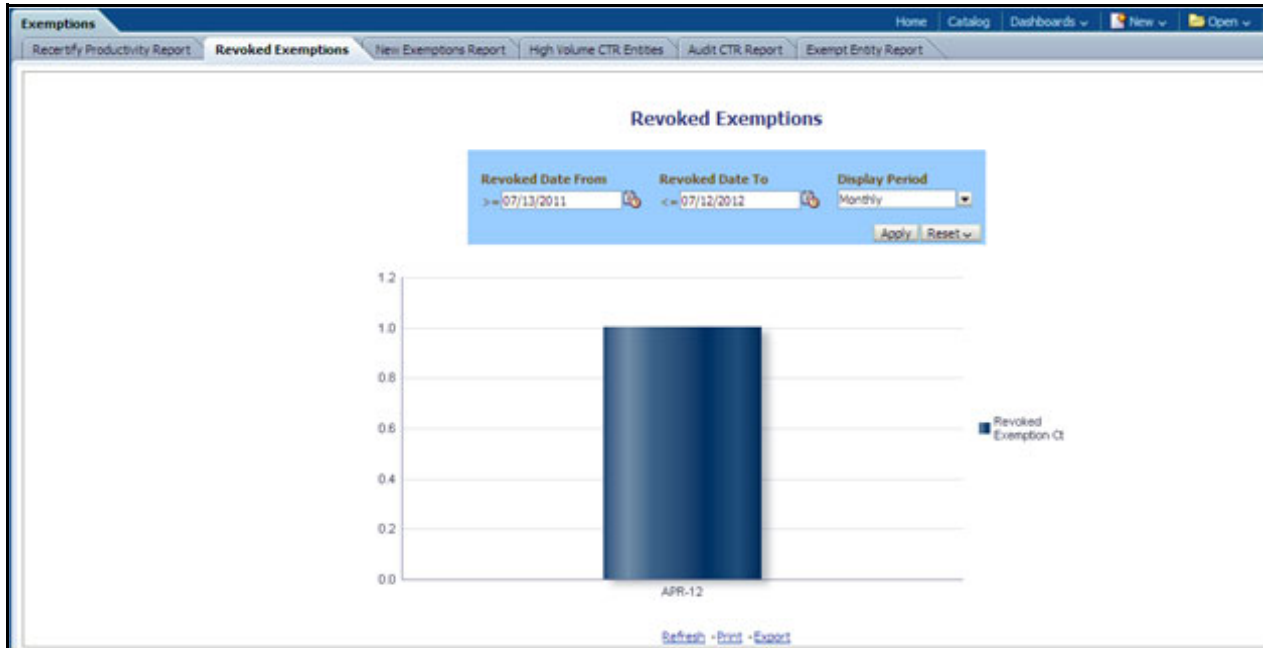 Exemptions
Home Catalog Dashboards New Open
Recertify Productivity Report Revoked Exemptions New Exemptions Report High Volume CTR Entities Audit CTR Report Exempt Entity Report
Revoked Exemptions
Revoked Date From Revoked Date To Display Period
>= 07/13/2011 <= 07/12/2012 Monthly
Apply Reset
1.2
1.0
0.8
0.6
0.4
0.2
0.0
APR-12
Revoked
Exemption Ct
Refresh - Print - Export